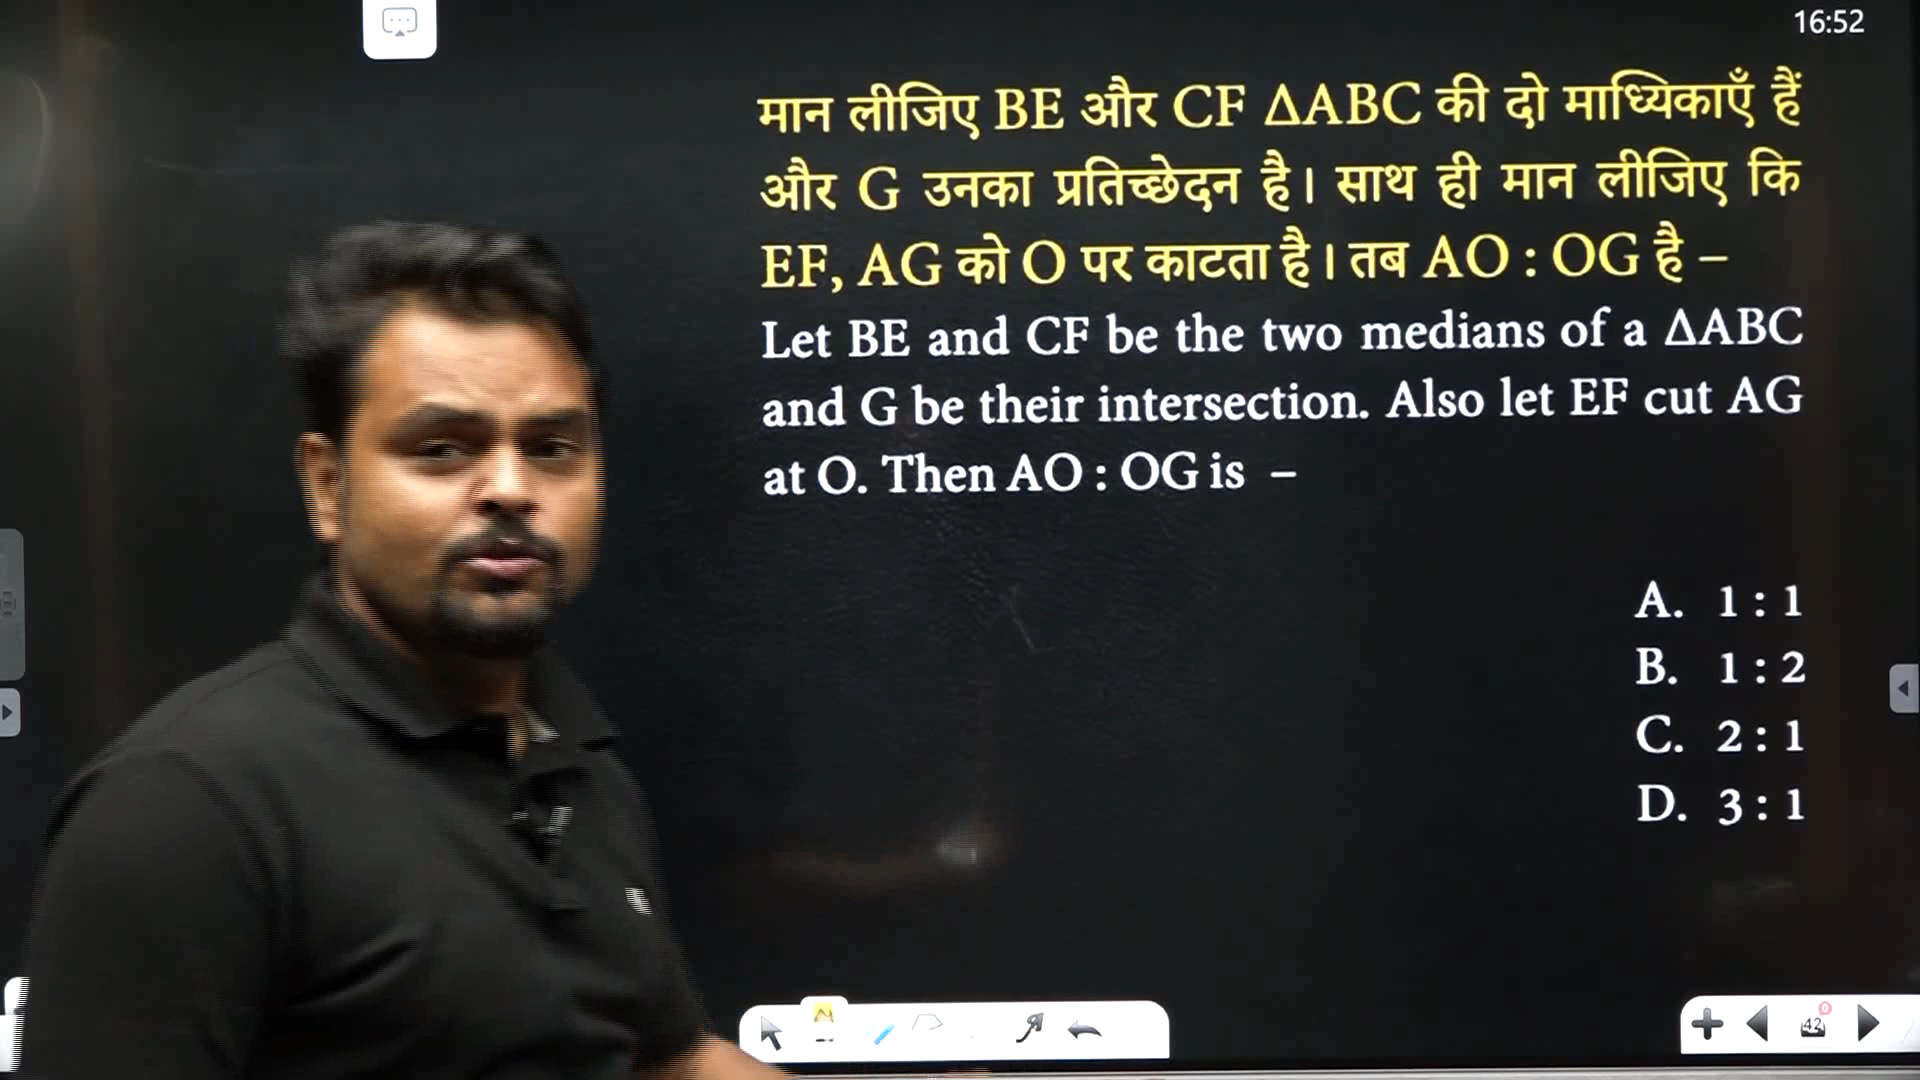 16:52
मान लीजिए BE और CF ΔABC की दो माध्यिकाएँ हैं
और G उनका प्रतिच्छेदन है। साथ ही मान लीजिए कि
EF, AG को O पर काटता है। तब AO : OG है –
Let BE and CF be the two medians of a ΔABC
and G be their intersection. Also let EF cut AG
at O. Then AO : OG is –
A. 1 : 1
B. 1 : 2
C. 2 : 1
D. 3 : 1
42